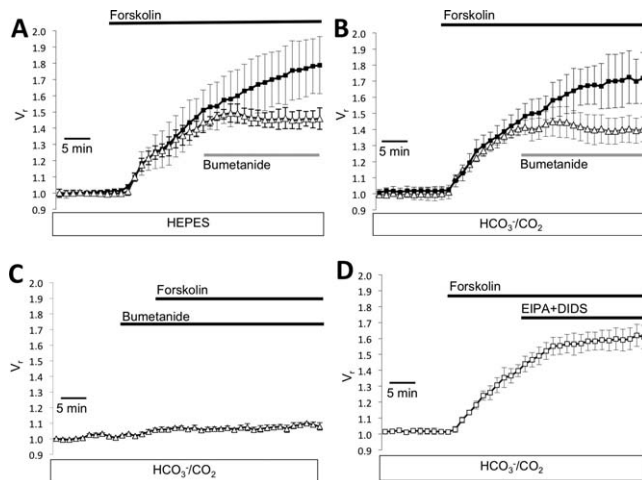 A
Forskolin
2.0
1.9
1.8
1.7
1.6
1.5
1.4
1.3
1.2
1.1
1.0
0.9
Vr
5 min
Bumetanide
HEPES
B
Forskolin
2.0
1.9
1.8
1.7
1.6
1.5
1.4
1.3
1.2
1.1
1.0
0.9
Vr
5 min
Bumetanide
HCO3-/CO2
C
Forskolin
Bumetanide
2.0
1.9
1.8
1.7
1.6
1.5
1.4
1.3
1.2
1.1
1.0
0.9
Vr
5 min
HCO3-/CO2
D
Forskolin
EIPA+DIDS
2.0
1.9
1.8
1.7
1.6
1.5
1.4
1.3
1.2
1.1
1.0
0.9
Vr
5 min
HCO3-/CO2